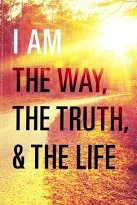 I AM
THE WAY,
THE TRUTH,
& THE LIFE